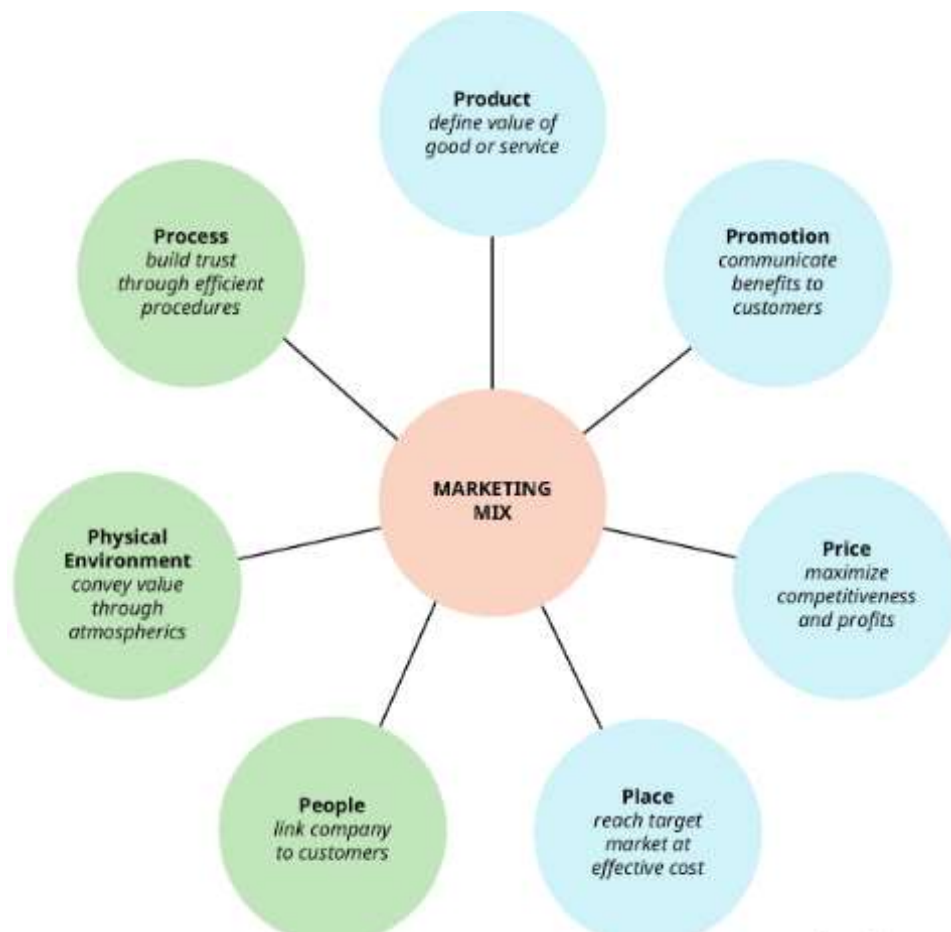 Product
define value of
good or service
Promotion
communicate
benefits to
customers
Price
maximize
competitiveness
and profits
Place
reach target
market at
effective cost
People
link company
to customers
Physical
Environment
convey value
through
atmospherics
Process
build trust
through efficient
procedures
MARKETING
MIX